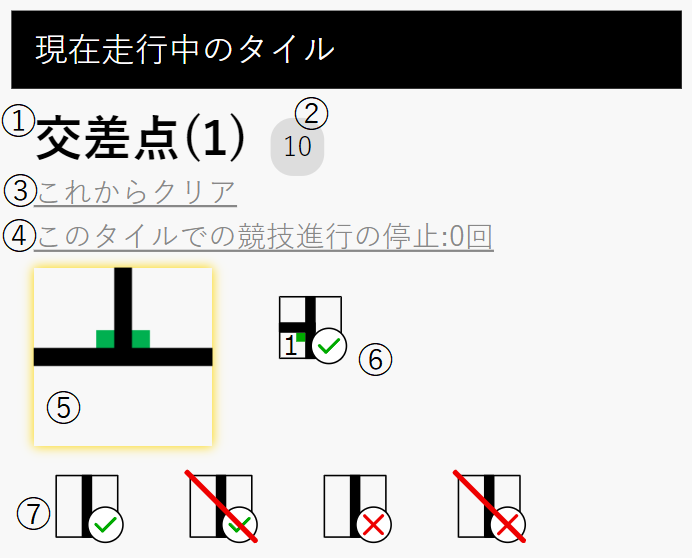 現在走行中のタイル
① 交差点(1) ② 10
③ これからクリア
④ このタイルでの競技進行の停止:0回
1
⑥
⑤
⑦